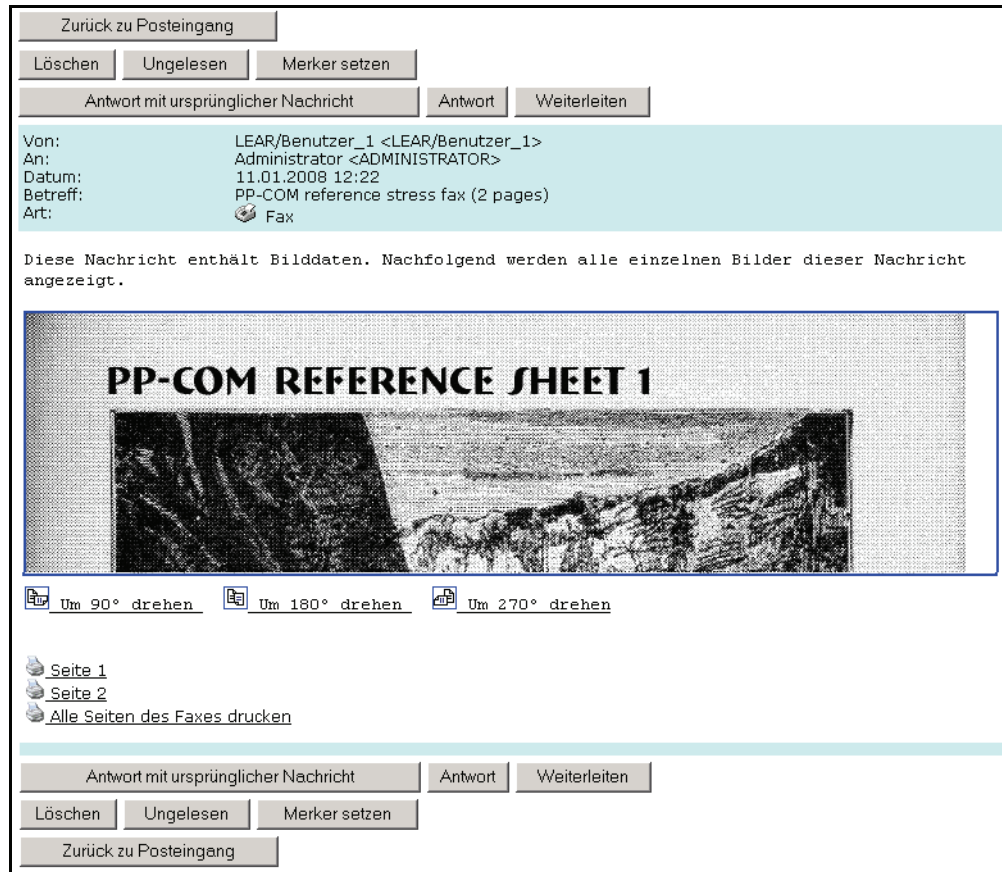 Zurück zu Posteingang
Löschen Ungelesen Merker setzen
Antwort mit ursprünglicher Nachricht Antwort Weiterleiten
Von: LEAR/Benutzer_1 <LEAR/Benutzer_1>
An: Administrator <ADMINISTRATOR>
Datum: 11.01.2008 12:22
Betreff: PP-COM reference stress fax (2 pages)
Art: Fax
Diese Nachricht enthält Bilddaten. Nachfolgend werden alle einzelnen Bilder dieser Nachricht
angezeigt.
PP-COM REFERENCE SHEET 1
Um 90° drehen Um 180° drehen Um 270° drehen
Seite 1
Seite 2
Alle Seiten des Faxes drucken
Antwort mit ursprünglicher Nachricht Antwort Weiterleiten
Löschen Ungelesen Merker setzen
Zurück zu Posteingang